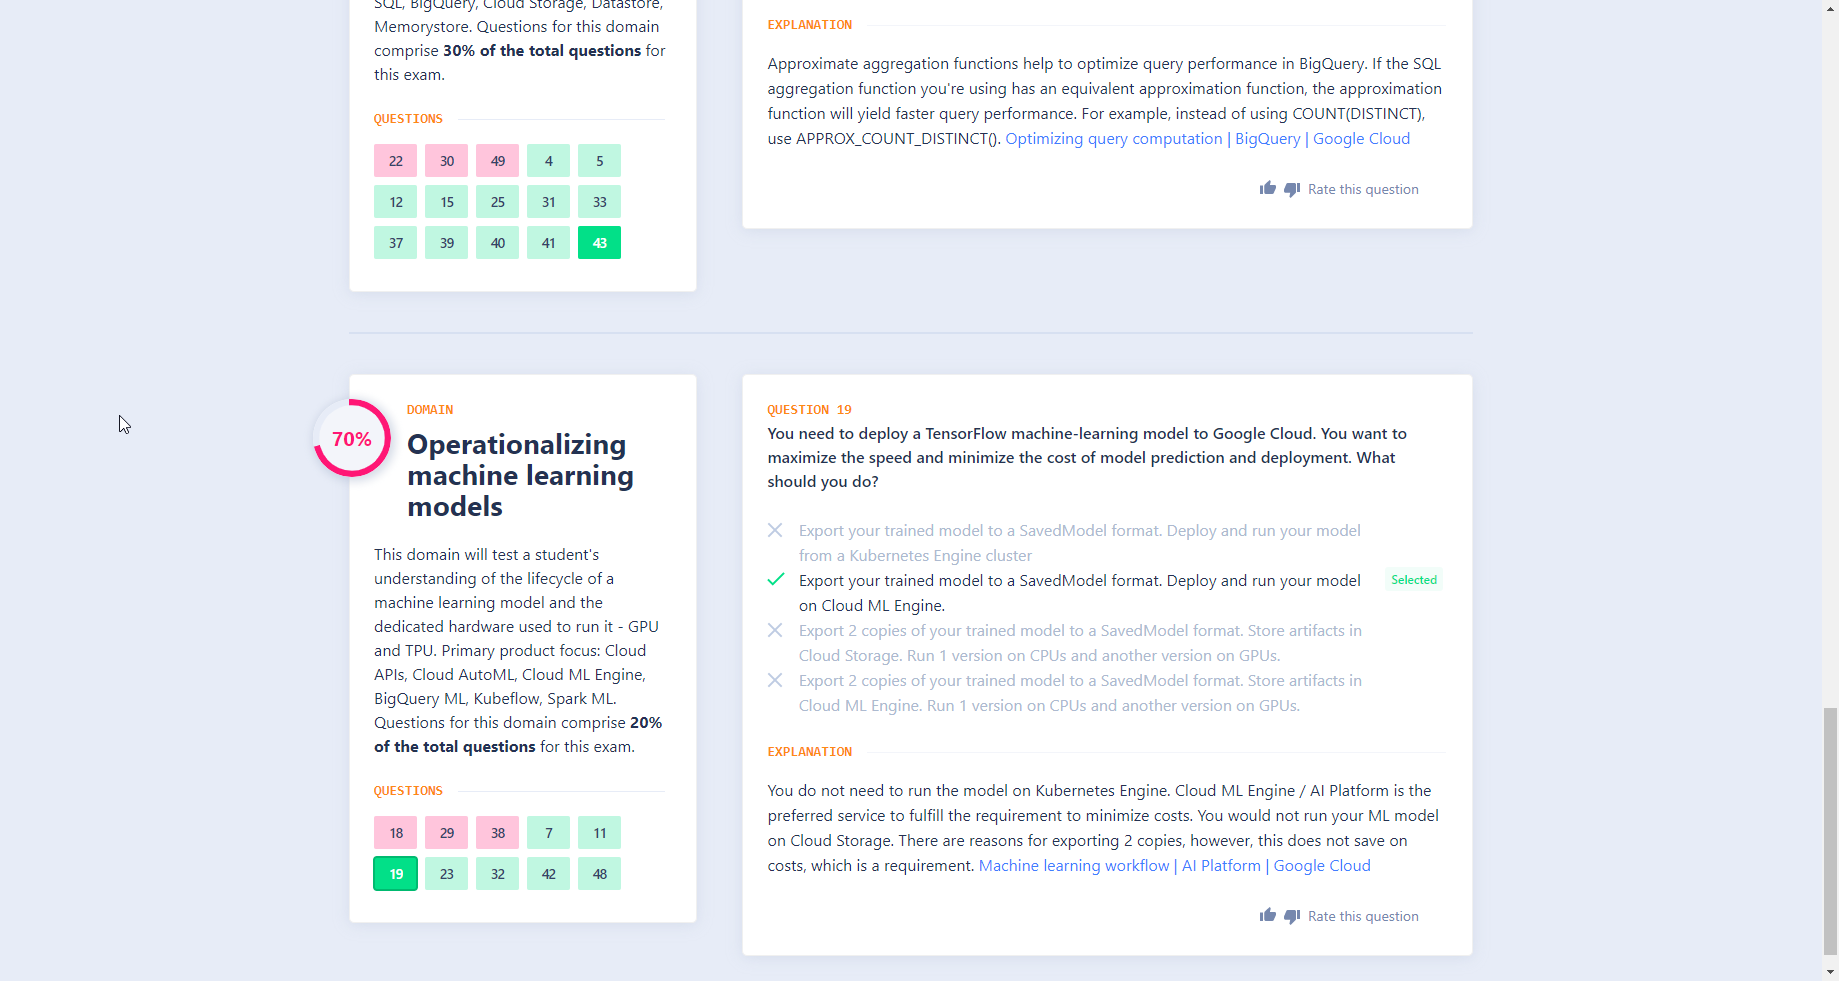 SQL, BigQuery, Cloud Storage, Datastore,
Memorystore. Questions for this domain
comprise 30% of the total questions for
this exam.
QUESTIONS
22 30 49 4 5
12 15 25 31 33
37 39 40 41 43
EXPLANATION
Approximate aggregation functions help to optimize query performance in BigQuery. If the SQL
aggregation function you're using has an equivalent approximation function, the approximation
function will yield faster query performance. For example, instead of using COUNT(DISTINCT),
use APPROX_COUNT_DISTINCT(). Optimizing query computation | BigQuery | Google Cloud
Rate this question
70%
DOMAIN
Operationalizing
machine learning
models
This domain will test a student's
understanding of the lifecycle of a
machine learning model and the
dedicated hardware used to run it - GPU
and TPU. Primary product focus: Cloud
APIs, Cloud AutoML, Cloud ML Engine,
BigQuery ML, Kubeflow, Spark ML.
Questions for this domain comprise 20%
of the total questions for this exam.
QUESTIONS
18 29 38 7 11
19 23 32 42 48
QUESTION 19
You need to deploy a TensorFlow machine-learning model to Google Cloud. You want to
maximize the speed and minimize the cost of model prediction and deployment. What
should you do?
Export your trained model to a SavedModel format. Deploy and run your model
from a Kubernetes Engine cluster
Export your trained model to a SavedModel format. Deploy and run your model
on Cloud ML Engine.
Selected
Export 2 copies of your trained model to a SavedModel format. Store artifacts in
Cloud Storage. Run 1 version on CPUs and another version on GPUs.
Export 2 copies of your trained model to a SavedModel format. Store artifacts in
Cloud ML Engine. Run 1 version on CPUs and another version on GPUs.
EXPLANATION
You do not need to run the model on Kubernetes Engine. Cloud ML Engine / AI Platform is the
preferred service to fulfill the requirement to minimize costs. You would not run your ML model
on Cloud Storage. There are reasons for exporting 2 copies, however, this does not save on
costs, which is a requirement. Machine learning workflow | AI Platform | Google Cloud
Rate this question